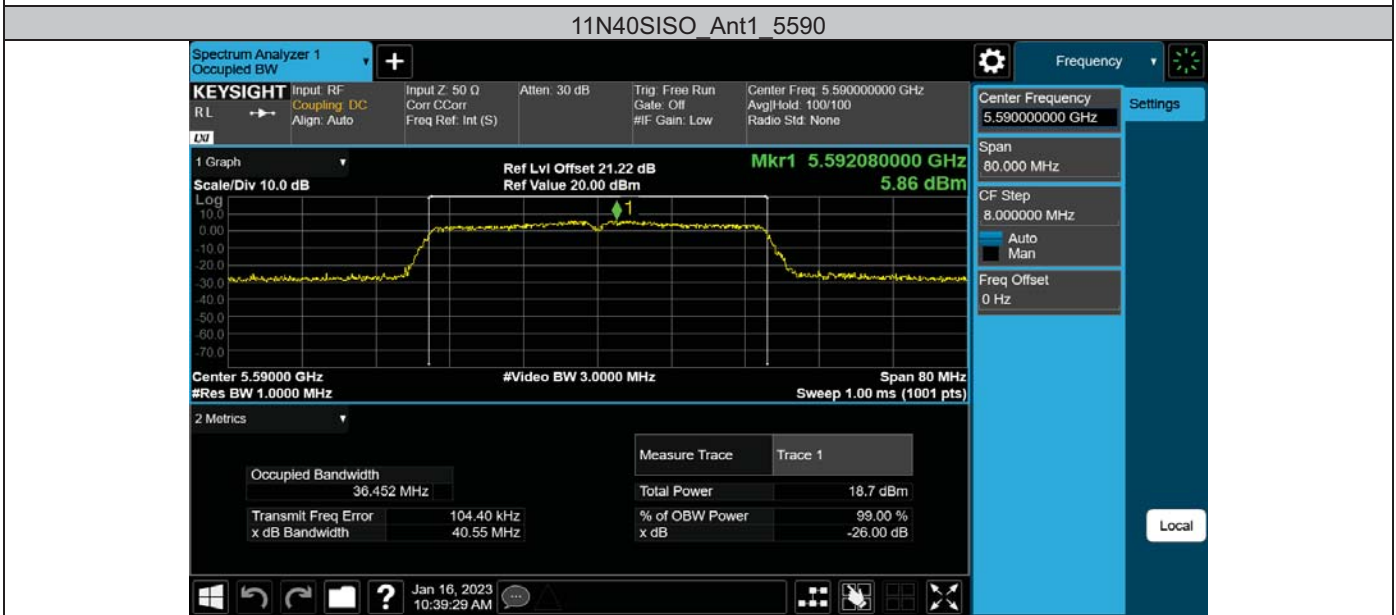 11N40SISO_Ant1_5590
Spectrum Analyzer 1
Occupied BW
+
Frequency
KEYSIGHT
R L
LXI
Input: RF
Coupling: DC
Align: Auto
Input Z: 50 Ω
Corr CCorr
Freq Ref: Int (S)
Atten: 30 dB
Trig: Free Run
Gate: Off
#IF Gain: Low
Center Freq: 5.590000000 GHz
Avg|Hold: 100/100
Radio Std: None
Center Frequency
5.590000000 GHz
Settings
Span
80.000 MHz
CF Step
8.000000 MHz
Auto
Man
Freq Offset
0 Hz
Local
1 Graph
Scale/Div 10.0 dB
Log
Ref Lvl Offset 21.22 dB
Ref Value 20.00 dBm
Mkr1 5.592080000 GHz
5.86 dBm
1
10.0
0.00
-10.0
-20.0
-30.0
-40.0
-50.0
-60.0
-70.0
Center 5.59000 GHz
#Video BW 3.0000 MHz
Span 80 MHz
#Res BW 1.0000 MHz
Sweep 1.00 ms (1001 pts)
2 Metrics
Measure Trace Trace 1
Occupied Bandwidth
36.452 MHz
Total Power 18.7 dBm
Transmit Freq Error 104.40 kHz
% of OBW Power 99.00 %
x dB Bandwidth 40.55 MHz
x dB -26.00 dB
?
Jan 16, 2023
10:39:29 AM